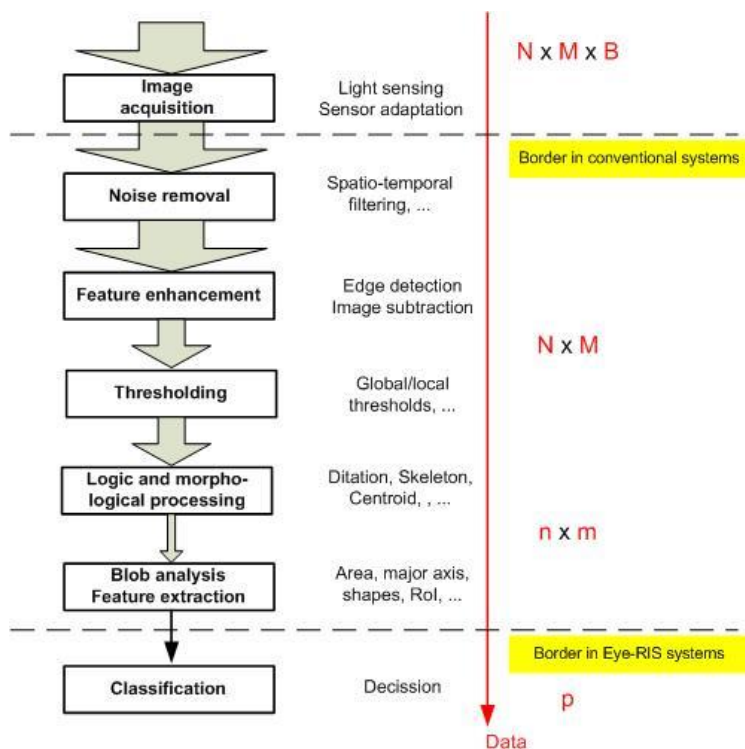 N x M x B
Image
acquisition
Light sensing
Sensor adaptation
Border in conventional systems
Noise removal
Spatio-temporal
filtering, ...
Feature enhancement
Edge detection
Image subtraction
N x M
Thresholding
Global/local
thresholds, ...
Logic and morpho-
logical processing
Ditation, Skeleton,
Centroid, , ...
n x m
Blob analysis
Feature extraction
Area, major axis,
shapes, RoI, ...
Border in Eye-RIS systems
Classification
Decission
p
Data